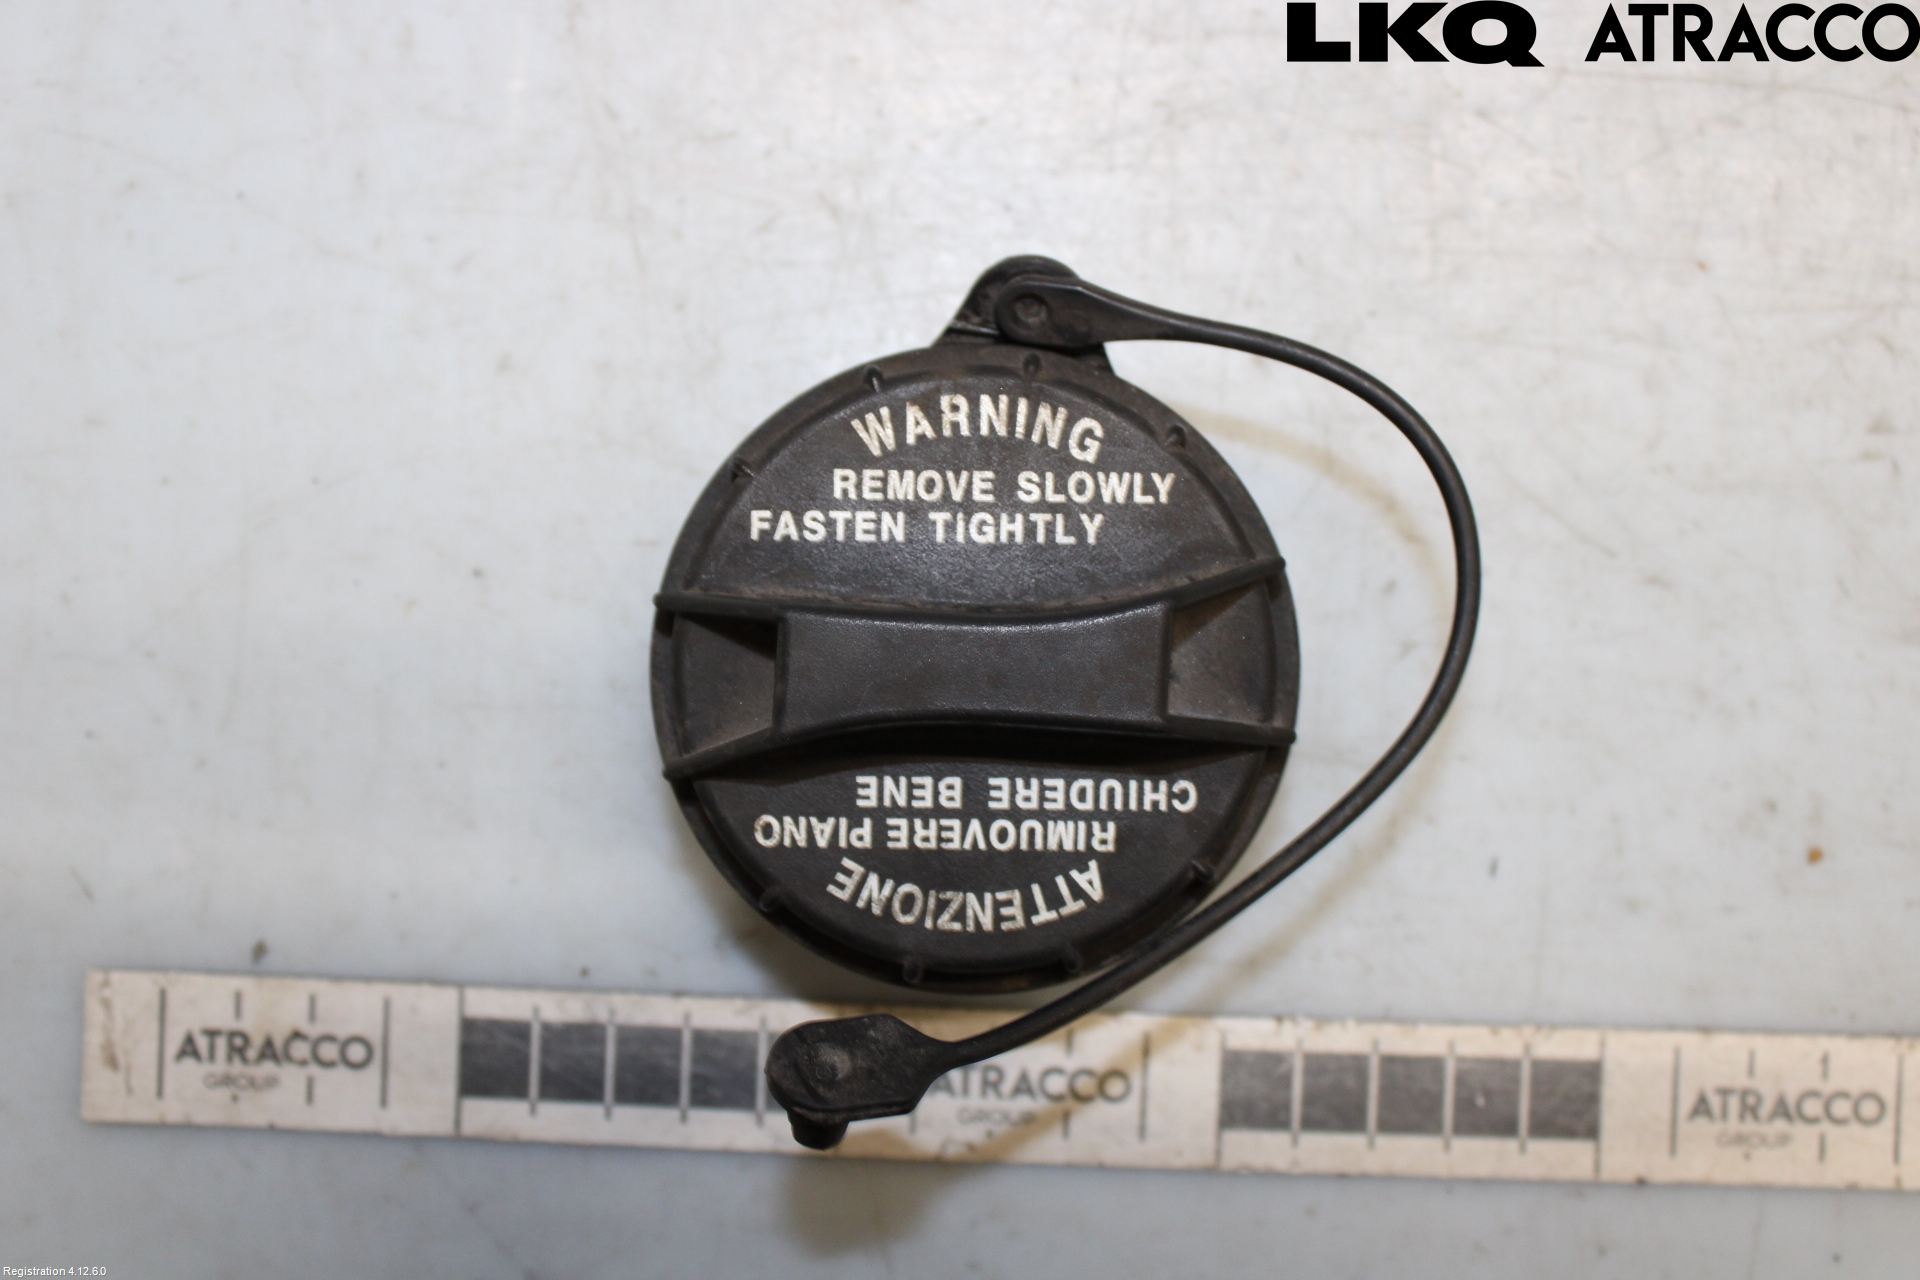 LKQ ATRACCO
WARNING
REMOVE SLOWLY
FASTEN TIGHTLY
ATTENZIONE
RIMUOVERE PIANO
CHIUDERE BENE
ATRACCO
GROUP
ATRACCO
GROUP
ATRACCO
GROUP
Registration 4.12.6.0